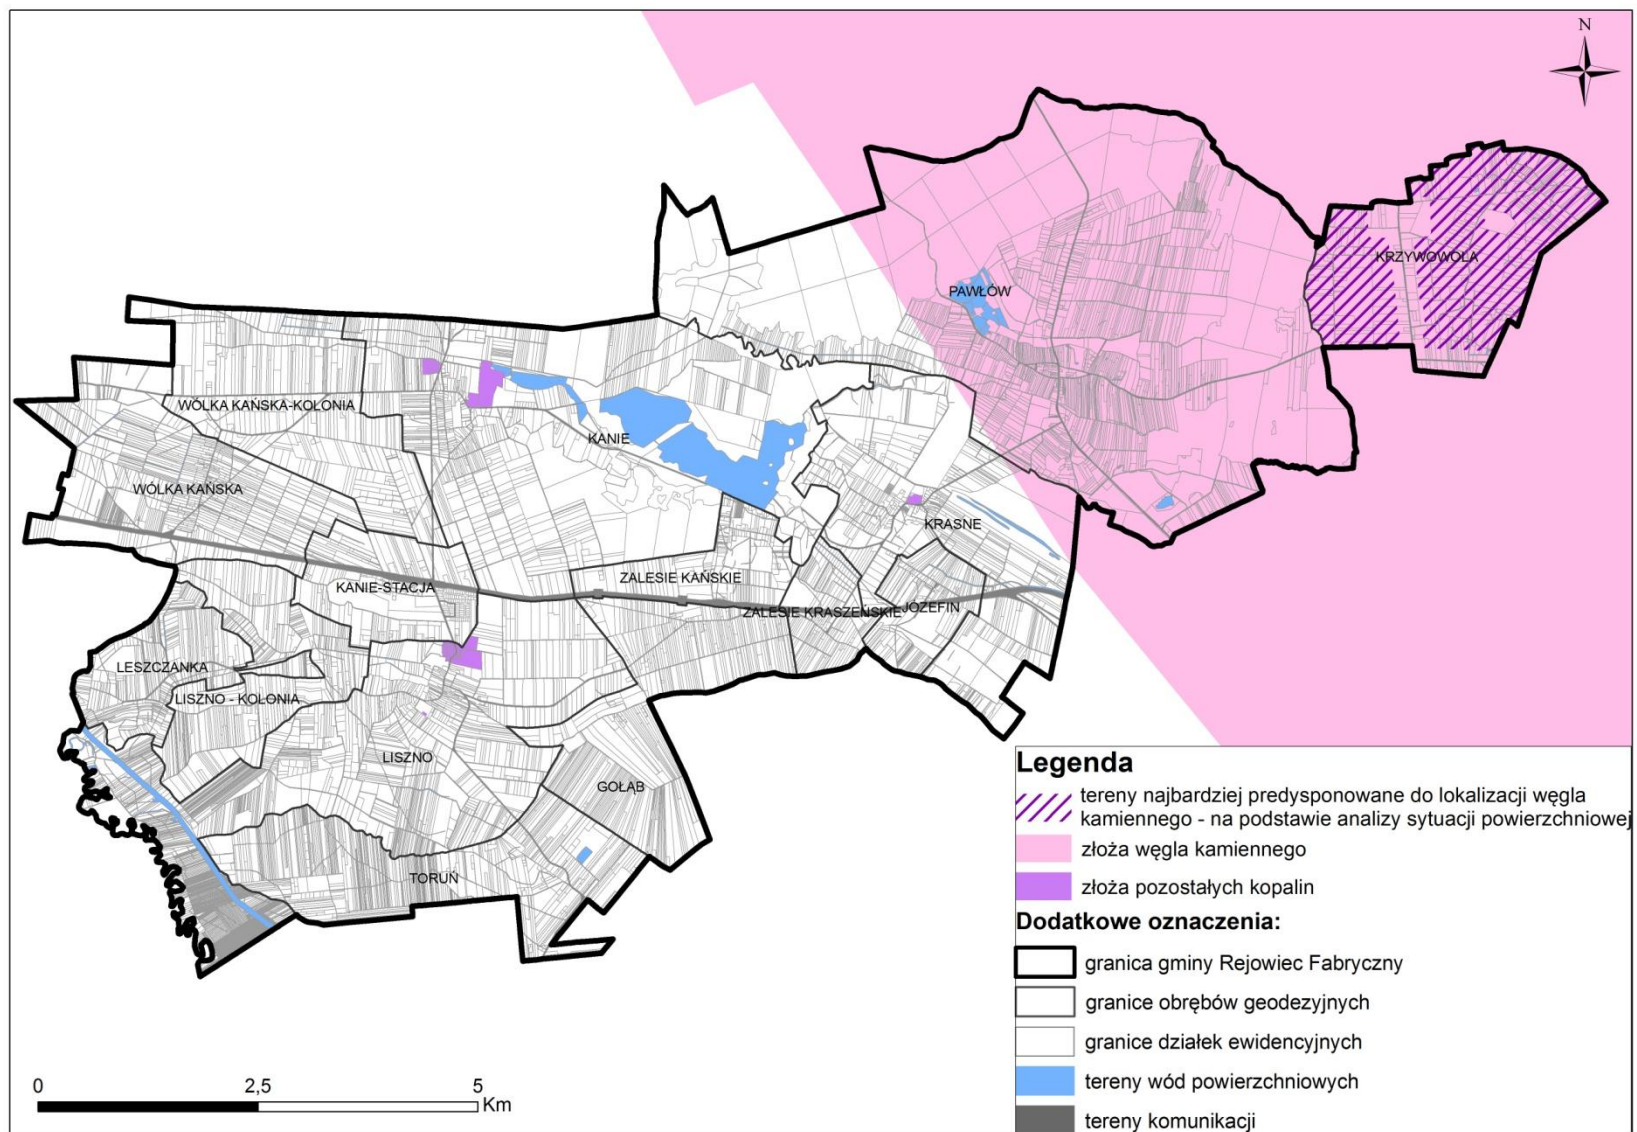 N
KRZYWOWOLA
PAWŁÓW
WÓLKA KAŃSKA-KOLONIA
KANIE
WÓLKA KAŃSKA
KRASNE
ZALESIE KAŃSKIE
KANIE-STACJA
ZALESIE KRASZEŃSKIE
JÓZEFIN
LESZCZANKA
LISZNO - KOLONIA
LISZNO
GOŁĄB
TORUŃ
Legenda
tereny najbardziej predysponowane do lokalizacji węgla
kamiennego - na podstawie analizy sytuacji powierzchniowej
złoża węgla kamiennego
złoża pozostałych kopalin
Dodatkowe oznaczenia:
granica gminy Rejowiec Fabryczny
granice obrębów geodezyjnych
granice działek ewidencyjnych
tereny wód powierzchniowych
tereny komunikacji
0 2,5 5
Km